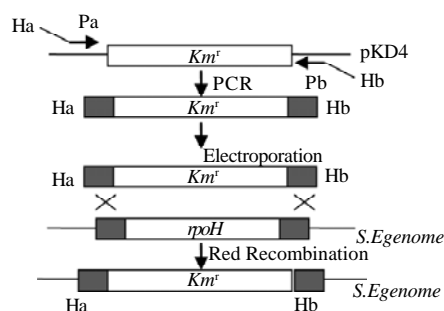 Ha Pa
Kmʳ pKD4
Pb Hb
PCR
Ha Kmʳ Hb
Electroporation
Ha Kmʳ Hb
rpoH S.Egenome
Red Recombination
Kmʳ S.Egenome
Ha Hb